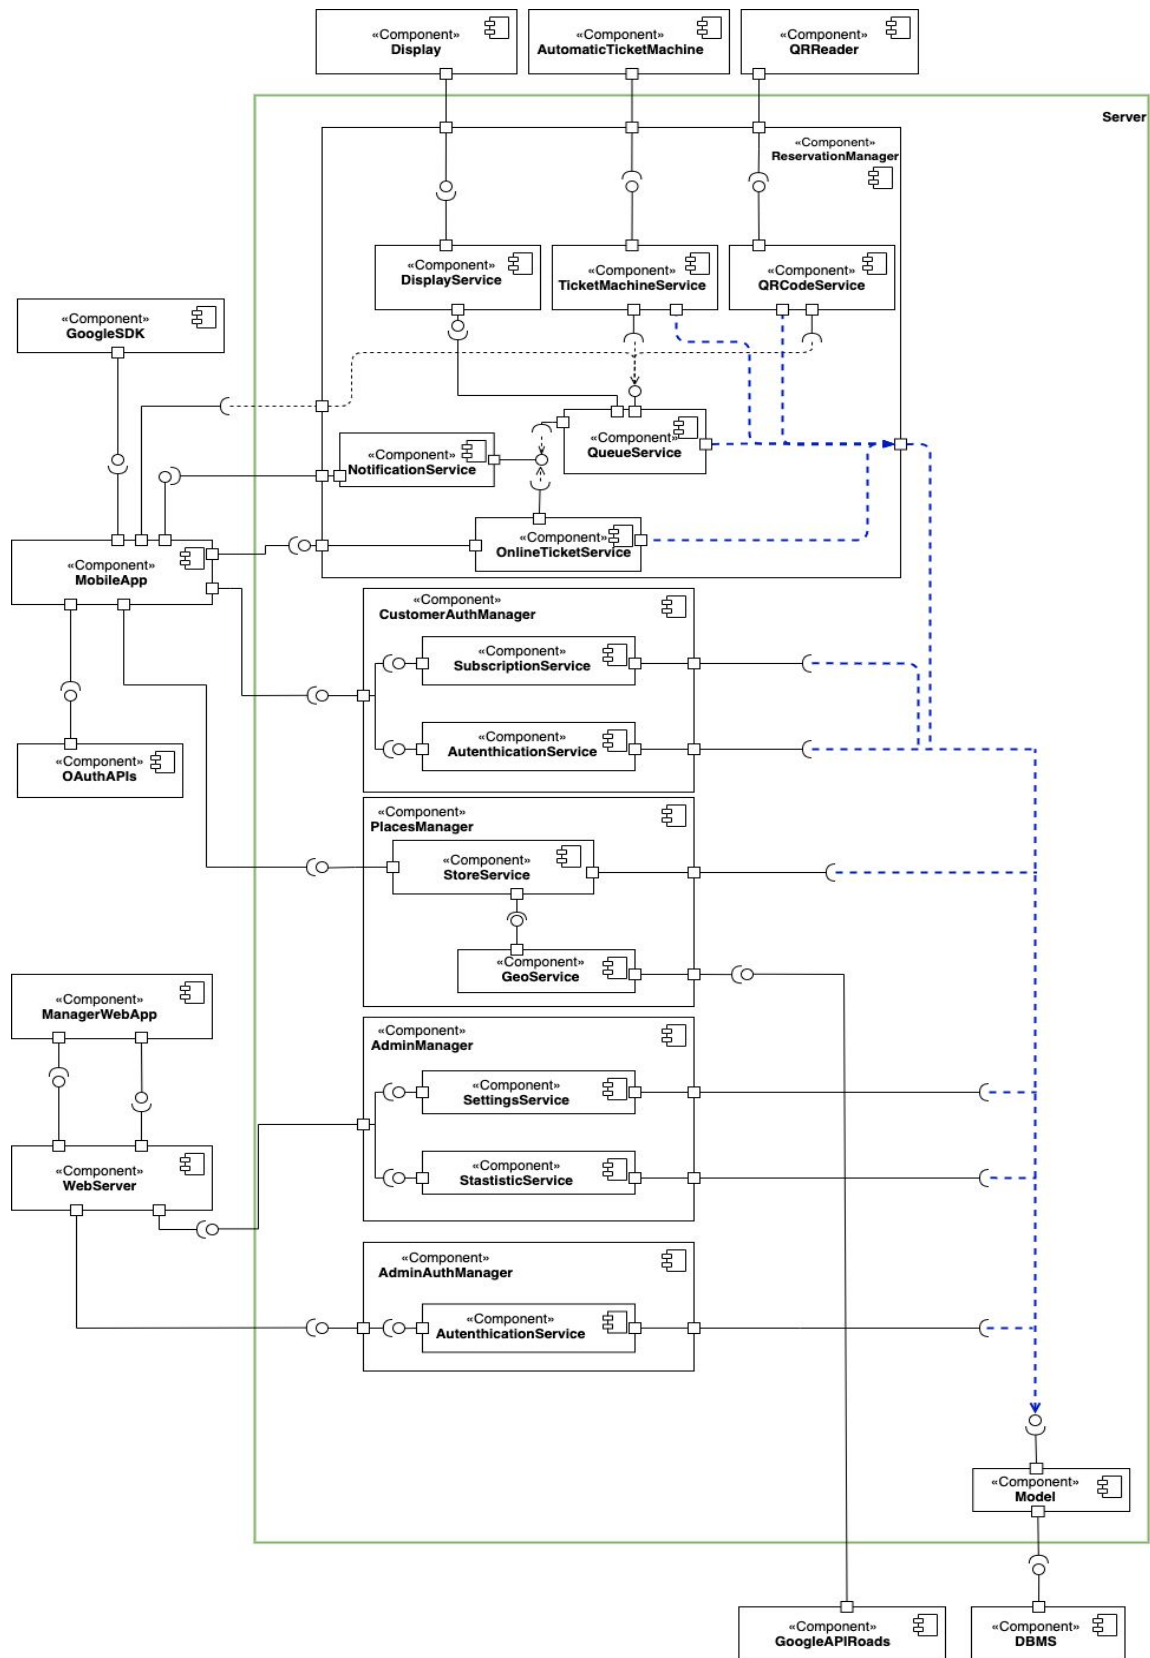 «Component»
Display
«Component»
AutomaticTicketMachine
«Component»
QRReader
Server
«Component»
ReservationManager
«Component»
DisplayService
«Component»
TicketMachineService
«Component»
QRCodeService
«Component»
GoogleSDK
«Component»
NotificationService
«Component»
QueueService
«Component»
OnlineTicketService
«Component»
MobileApp
«Component»
CustomerAuthManager
«Component»
SubscriptionService
«Component»
AutenthicationService
«Component»
OAuthAPIs
«Component»
PlacesManager
«Component»
StoreService
«Component»
GeoService
«Component»
ManagerWebApp
«Component»
AdminManager
«Component»
SettingsService
«Component»
WebServer
«Component»
StastisticService
«Component»
AdminAuthManager
«Component»
AutenthicationService
«Component»
Model
«Component»
GoogleAPIRoads
«Component»
DBMS